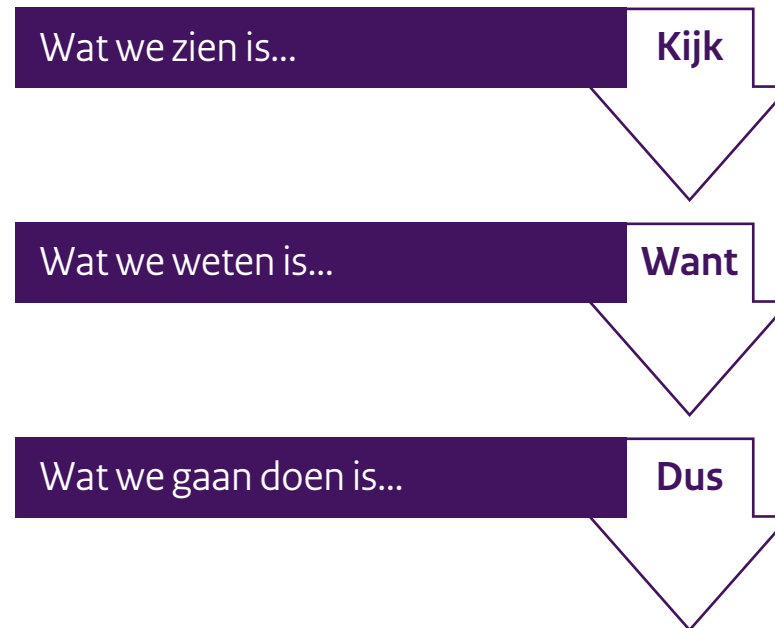 Wat we zien is...
Kijk
Wat we weten is...
Want
Wat we gaan doen is...
Dus